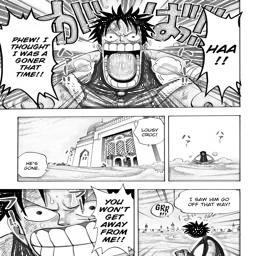 HAA
!!
PHEW! I
THOUGHT
I WAS A
GONER
THAT
TIME!!
LOUSY
CROC!
HE'S
GONE.
I SAW HIM GO
OFF THAT WAY!
GRR
YOU
WON'T
GET
AWAY
FROM
ME!!